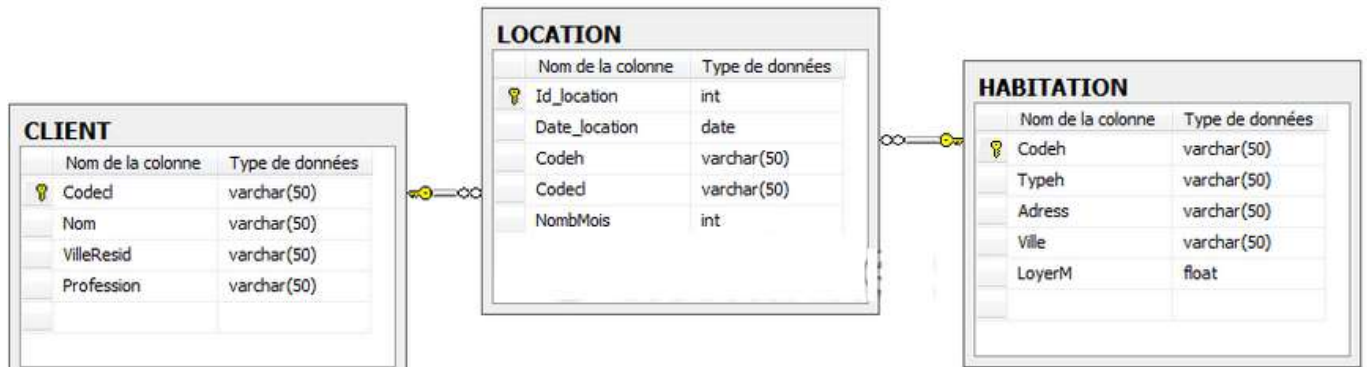 CLIENT
Nom de la colonne Type de données
Codecl varchar(50)
Nom varchar(50)
VilleResid varchar(50)
Profession varchar(50)
LOCATION
Nom de la colonne Type de données
Id_location int
Date_location date
Codeh varchar(50)
Codecl varchar(50)
NombMois int
HABITATION
Nom de la colonne Type de données
Codeh varchar(50)
Typeh varchar(50)
Adress varchar(50)
Ville varchar(50)
LoyerM float